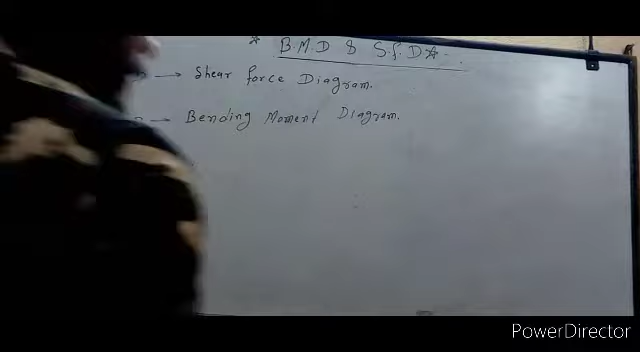 * B.M.D & S.f.D *
→ Shear force Diagram.
→ Bending Moment Diagram.
PowerDirector